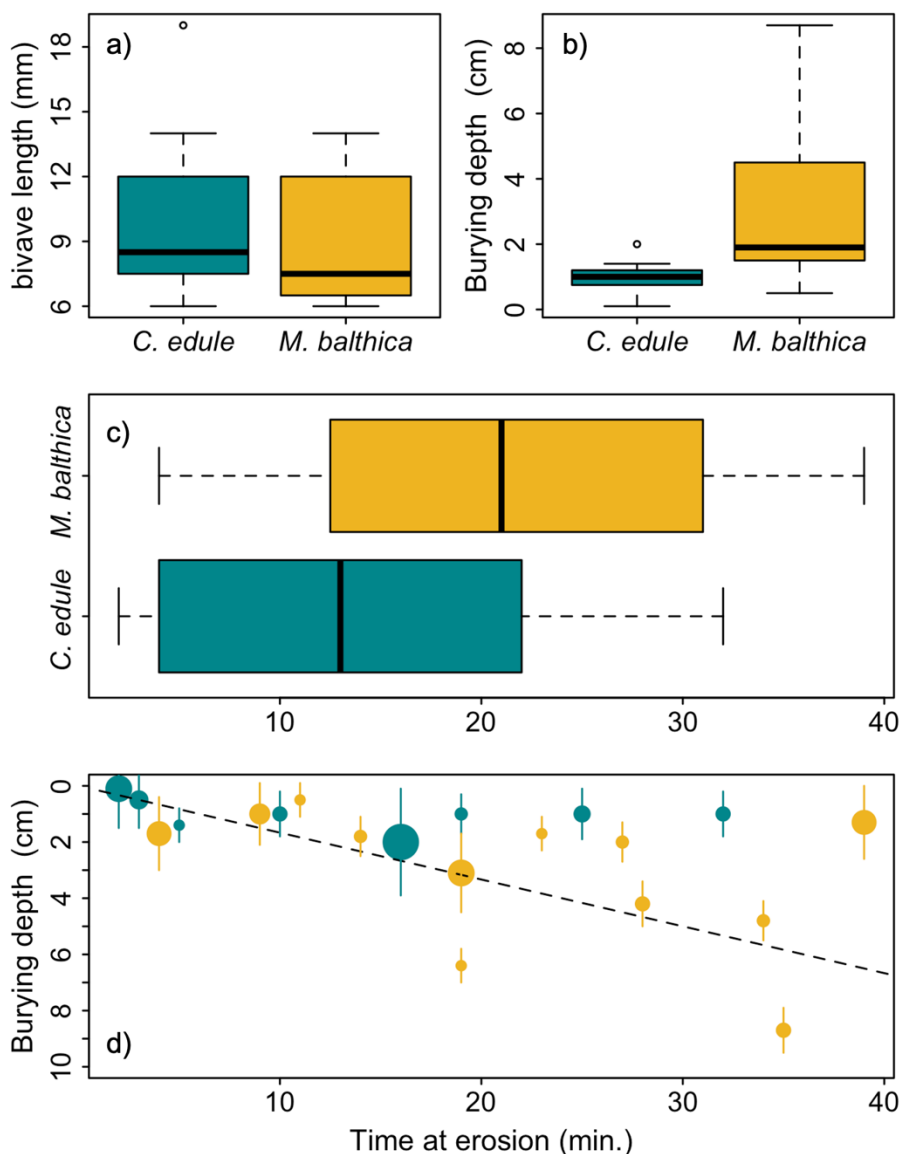 a)
bivave length (mm)
6
9
12
15
18
C. edule
M. balthica
b)
Burying depth (cm)
0
2
4
6
8
C. edule
M. balthica
c)
M. balthica
C. edule
10
20
30
40
d)
Burying depth (cm)
0
2
4
6
8
10
10
20
30
40
Time at erosion (min.)